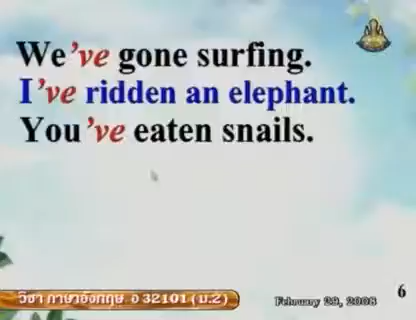 We've gone surfing.
I've ridden an elephant.
You've eaten snails.
วิชา ภาษาอังกฤษ อ 32101 (ม.2)
February 29, 2008
6